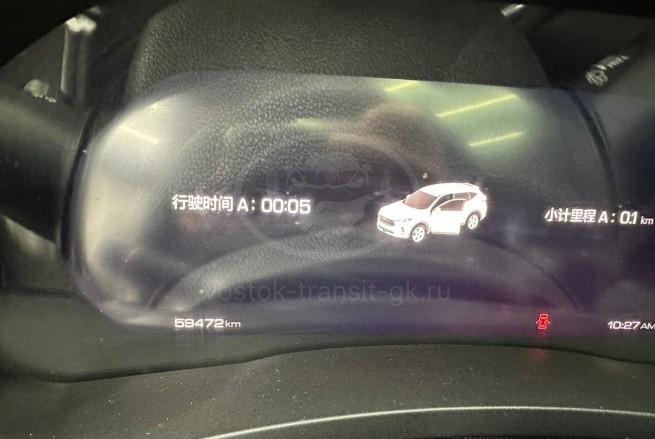 行驶时间 A: 00:05
小计里程 A: 0.1 km
vostok-transit-gk.ru
59472 km
10:27 AM